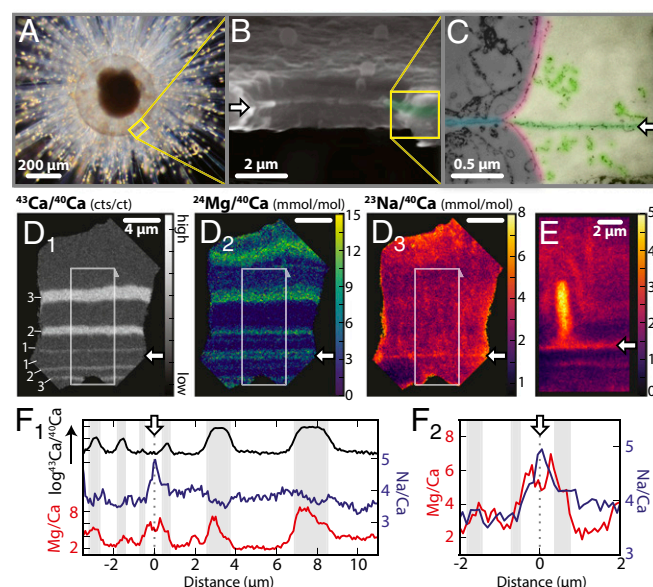 A
200 µm
B
2 µm
C
0.5 µm
⁴³Ca/⁴⁰Ca (cts/ct)
D₁
4 µm
high
low
3
2
1
1
2
3
²⁴Mg/⁴⁰Ca (mmol/mol)
D₂
15
12
9
6
3
0
²³Na/⁴⁰Ca (mmol/mol)
D₃
8
7
6
5
4
3
2
1
E
2 µm
5
4
3
2
1
0
F₁
log⁴³Ca/⁴⁰Ca
Mg/Ca
8
2
5
4
3
Na/Ca
-2 0 2 4 6 8 10
Distance (µm)
F₂
Mg/Ca
8
6
4
2
5
4
3
Na/Ca
-2 0 2
Distance (µm)